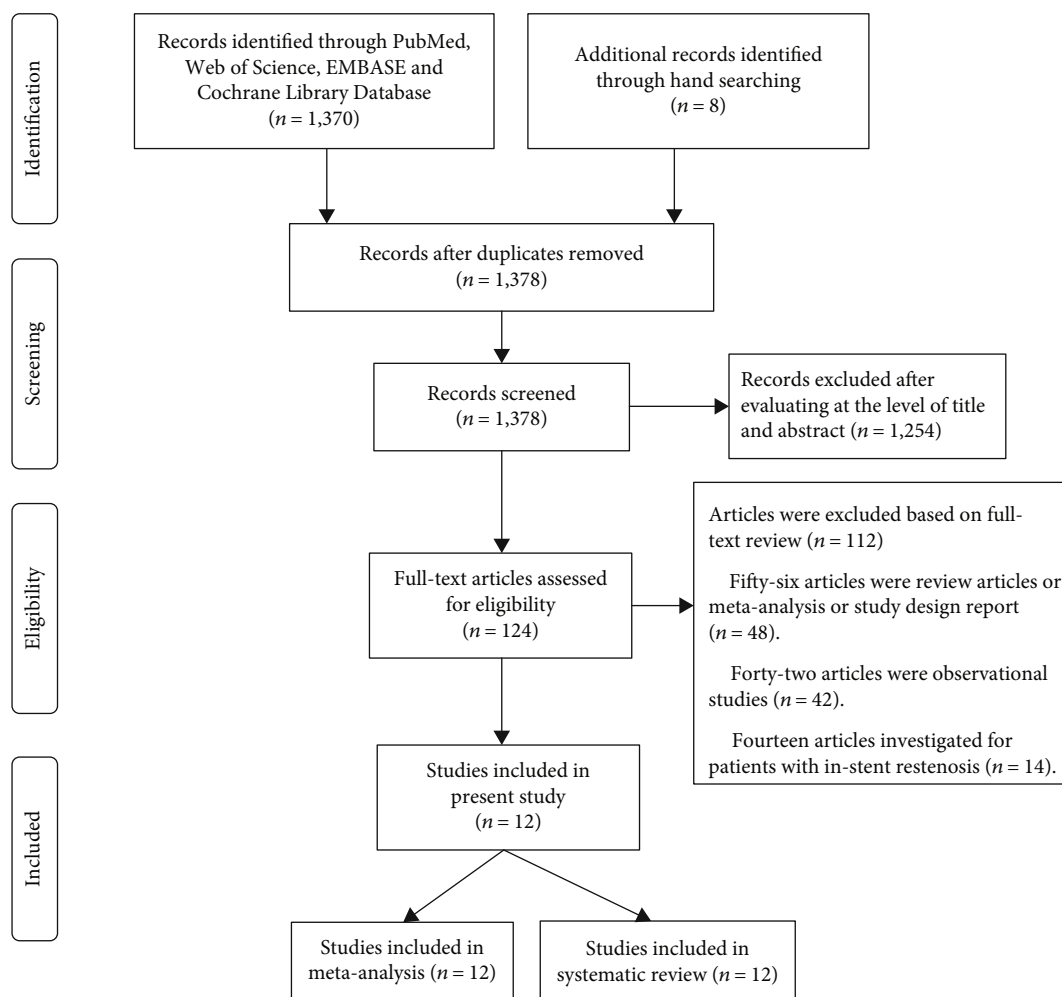 Identification
Records identified through PubMed,
Web of Science, EMBASE and
Cochrane Library Database
(n = 1,370)
Additional records identified
through hand searching
(n = 8)
Records after duplicates removed
(n = 1,378)
Screening
Records screened
(n = 1,378)
Records excluded after
evaluating at the level of title
and abstract (n = 1,254)
Eligibility
Full-text articles assessed
for eligibility
(n = 124)
Articles were excluded based on full-
text review (n = 112)
Fifty-six articles were review articles or
meta-analysis or study design report
(n = 48).
Forty-two articles were observational
studies (n = 42).
Fourteen articles investigated for
patients with in-stent restenosis (n = 14).
Included
Studies included in
present study
(n = 12)
Studies included in
meta-analysis (n = 12)
Studies included in
systematic review (n = 12)